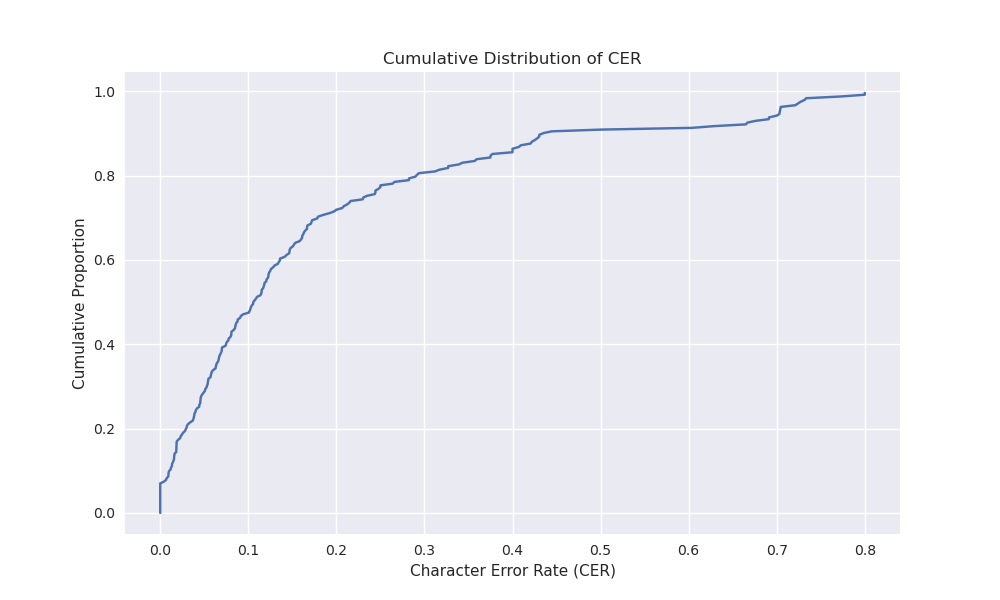 Cumulative Distribution of CER
1.0
0.8
0.6
0.4
0.2
0.0
Cumulative Proportion
0.0 0.1 0.2 0.3 0.4 0.5 0.6 0.7 0.8
Character Error Rate (CER)